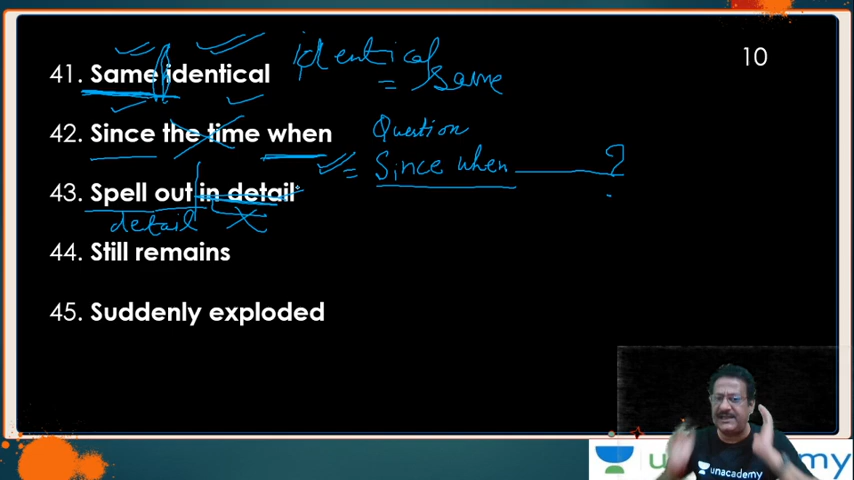 10
41. Same identical
identical
= same
42. Since the time when
Question
= Since when ?
43. Spell out in detail
detail
44. Still remains
45. Suddenly exploded
unacademy